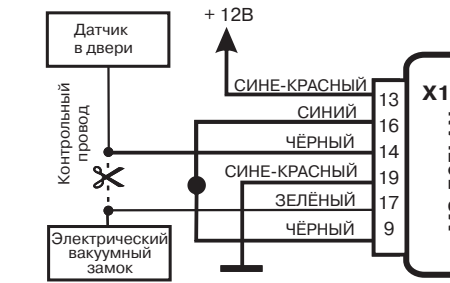 + 12В
Датчик
в двери
Контрольный
провод
Электрический
вакуумный
замок
СИНЕ-КРАСНЫЙ 13
СИНИЙ 16
ЧЁРНЫЙ 14
СИНЕ-КРАСНЫЙ 19
ЗЕЛЁНЫЙ 17
ЧЁРНЫЙ 9
X1